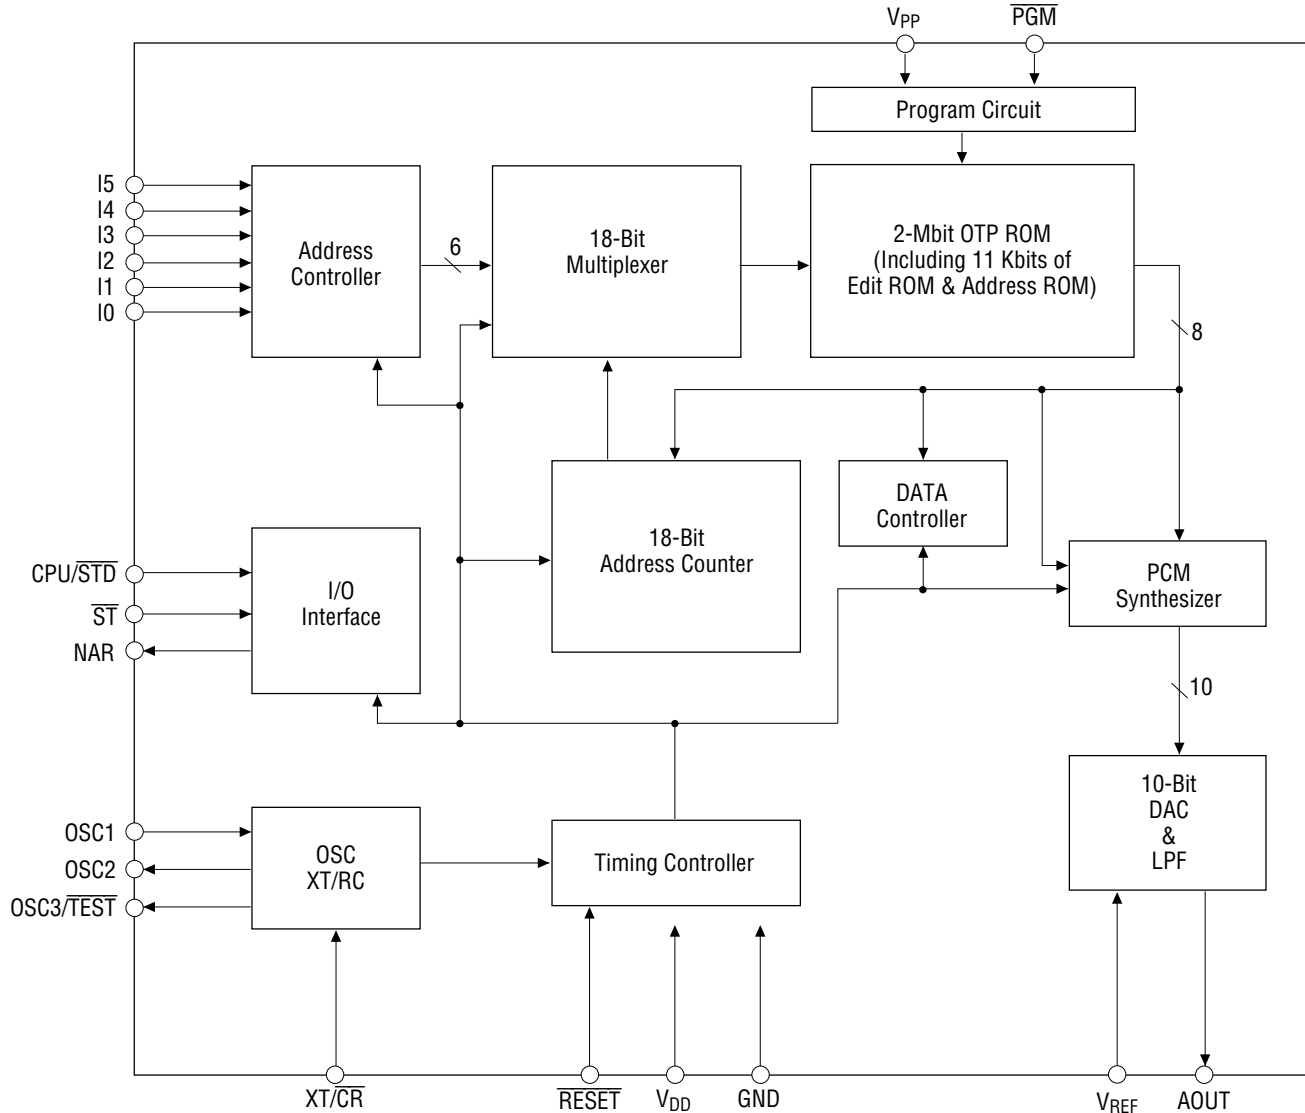 VPP
PGM
Program Circuit
I5
I4
I3
I2
I1
I0
Address
Controller
6
18-Bit
Multiplexer
2-Mbit OTP ROM
(Including 11 Kbits of
Edit ROM & Address ROM)
8
DATA
Controller
18-Bit
Address Counter
CPU/STD
ST
NAR
I/O
Interface
PCM
Synthesizer
10
10-Bit
DAC
&
LPF
OSC1
OSC2
OSC3/TEST
OSC
XT/RC
Timing Controller
XT/CR
RESET
VDD
GND
VREF
AOUT